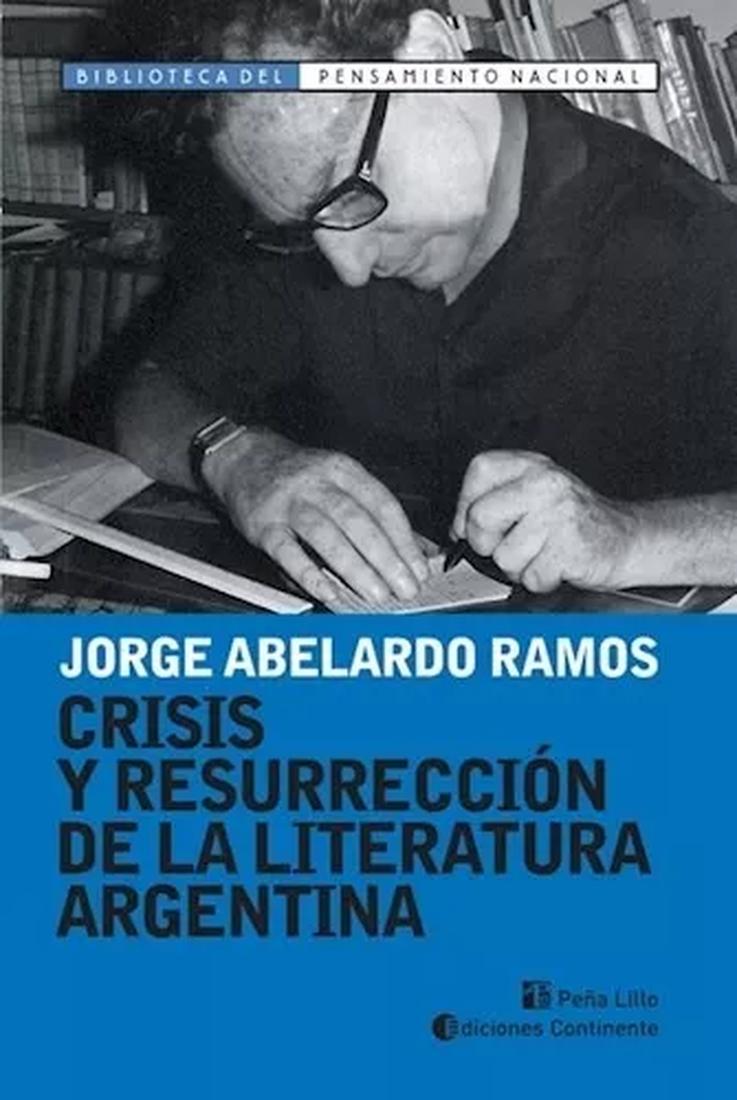 BIBLIOTECA DEL PENSAMIENTO NACIONAL
JORGE ABELARDO RAMOS
CRISIS
Y RESURRECCIÓN
DE LA LITERATURA
ARGENTINA
Peña Lillo
Ediciones Continente